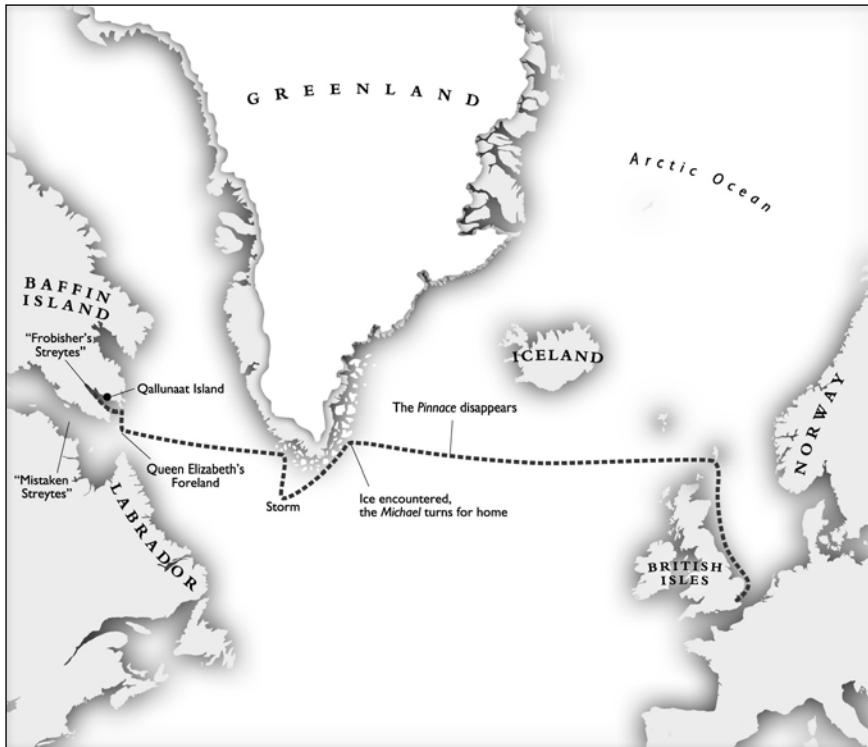 GREENLAND
Arctic Ocean
BAFFIN
ISLAND
“Frobisher’s
Streytes”
Qallunaat Island
ICELAND
NORWAY
The Pinnace disappears
Queen Elizabeth’s
Foreland
“Mistaken
Streytes”
Storm
Ice encountered,
the Michael turns for home
LABRADOR
BRITISH
ISLES